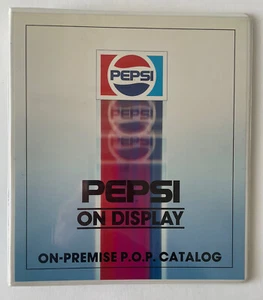 PEPSI
PEPSI
ON DISPLAY
ON-PREMISE P.O.P. CATALOG